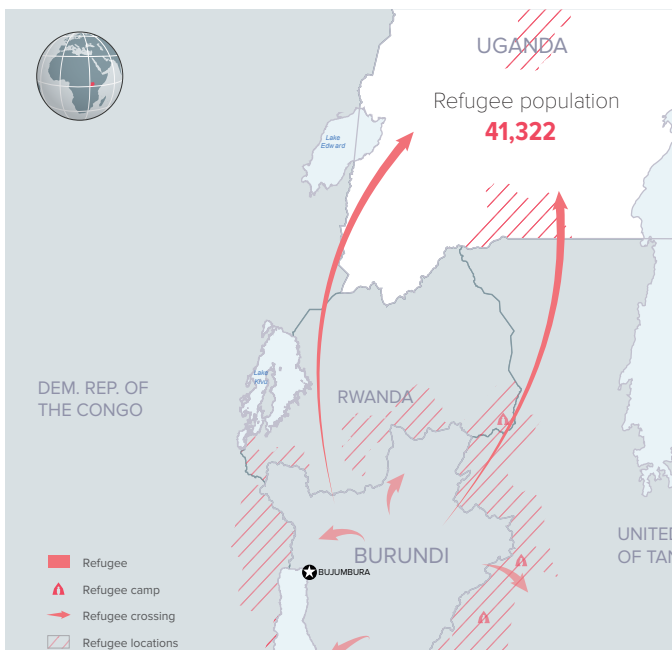 UGANDA
Refugee population
41,322
Lake
Edward
Lake
Kivu
DEM. REP. OF
THE CONGO
RWANDA
UNITED
OF TAN
BURUNDI
BUJUMBURA
Refugee
Refugee camp
Refugee crossing
Refugee locations